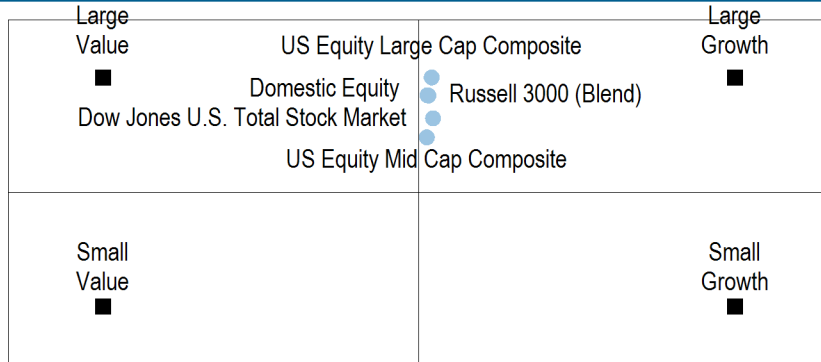 Large
Value
Large
Growth
US Equity Large Cap Composite
Domestic Equity
Russell 3000 (Blend)
Dow Jones U.S. Total Stock Market
US Equity Mid Cap Composite
Small
Value
Small
Growth